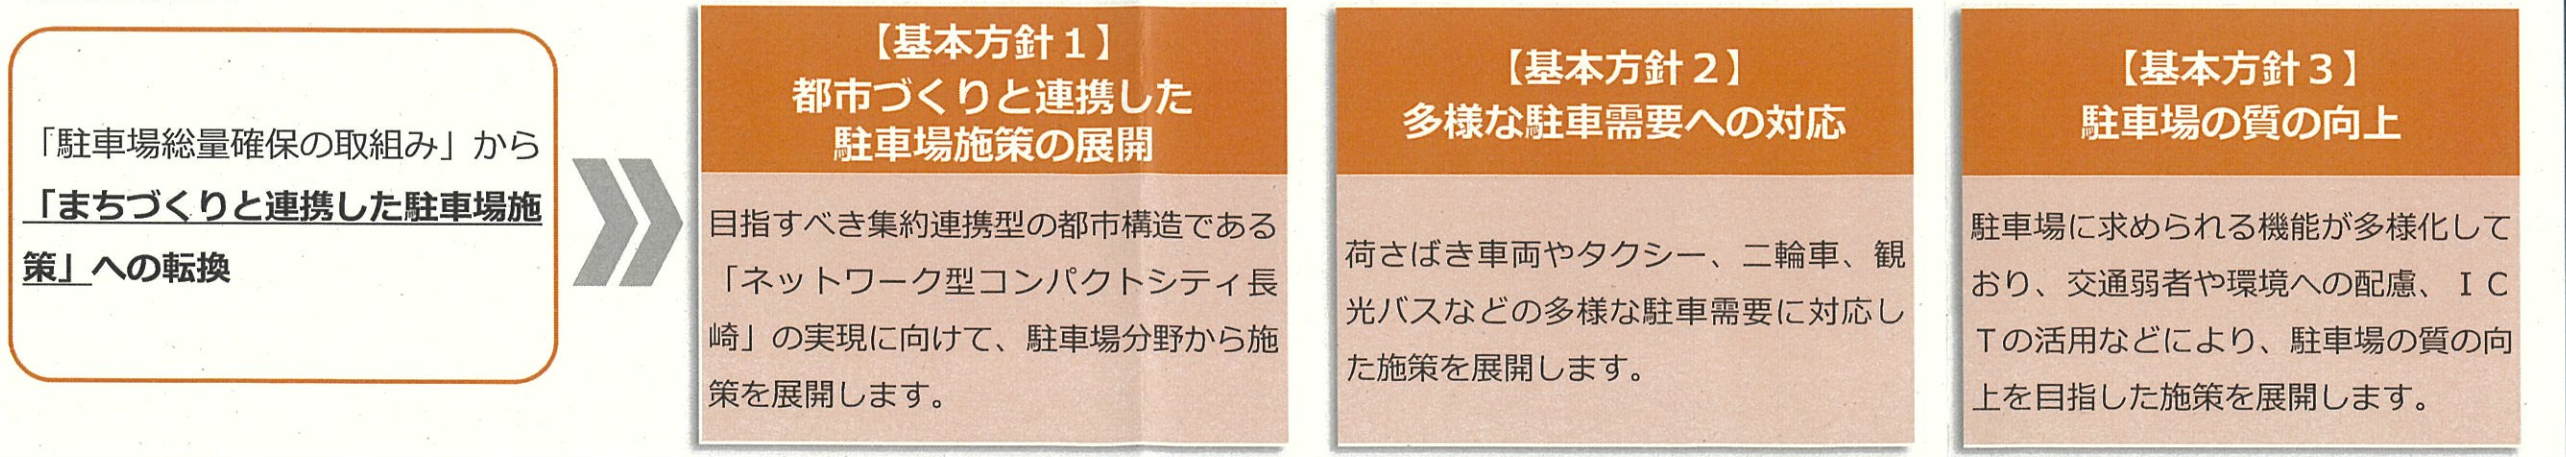 「駐車場総量確保の取組み」から
「まちづくりと連携した駐車場施
策」への転換
【基本方針１】
都市づくりと連携した
駐車場施策の展開
目指すべき集約連携型の都市構造である
「ネットワーク型コンパクトシティ長
崎」の実現に向けて、駐車場分野から施
策を展開します。
【基本方針２】
多様な駐車需要への対応
荷さばき車両やタクシー、二輪車、観
光バスなどの多様な駐車需要に対応し
た施策を展開します。
【基本方針３】
駐車場の質の向上
駐車場に求められる機能が多様化して
おり、交通弱者や環境への配慮、ＩＣ
Ｔの活用などにより、駐車場の質の向
上を目指した施策を展開します。